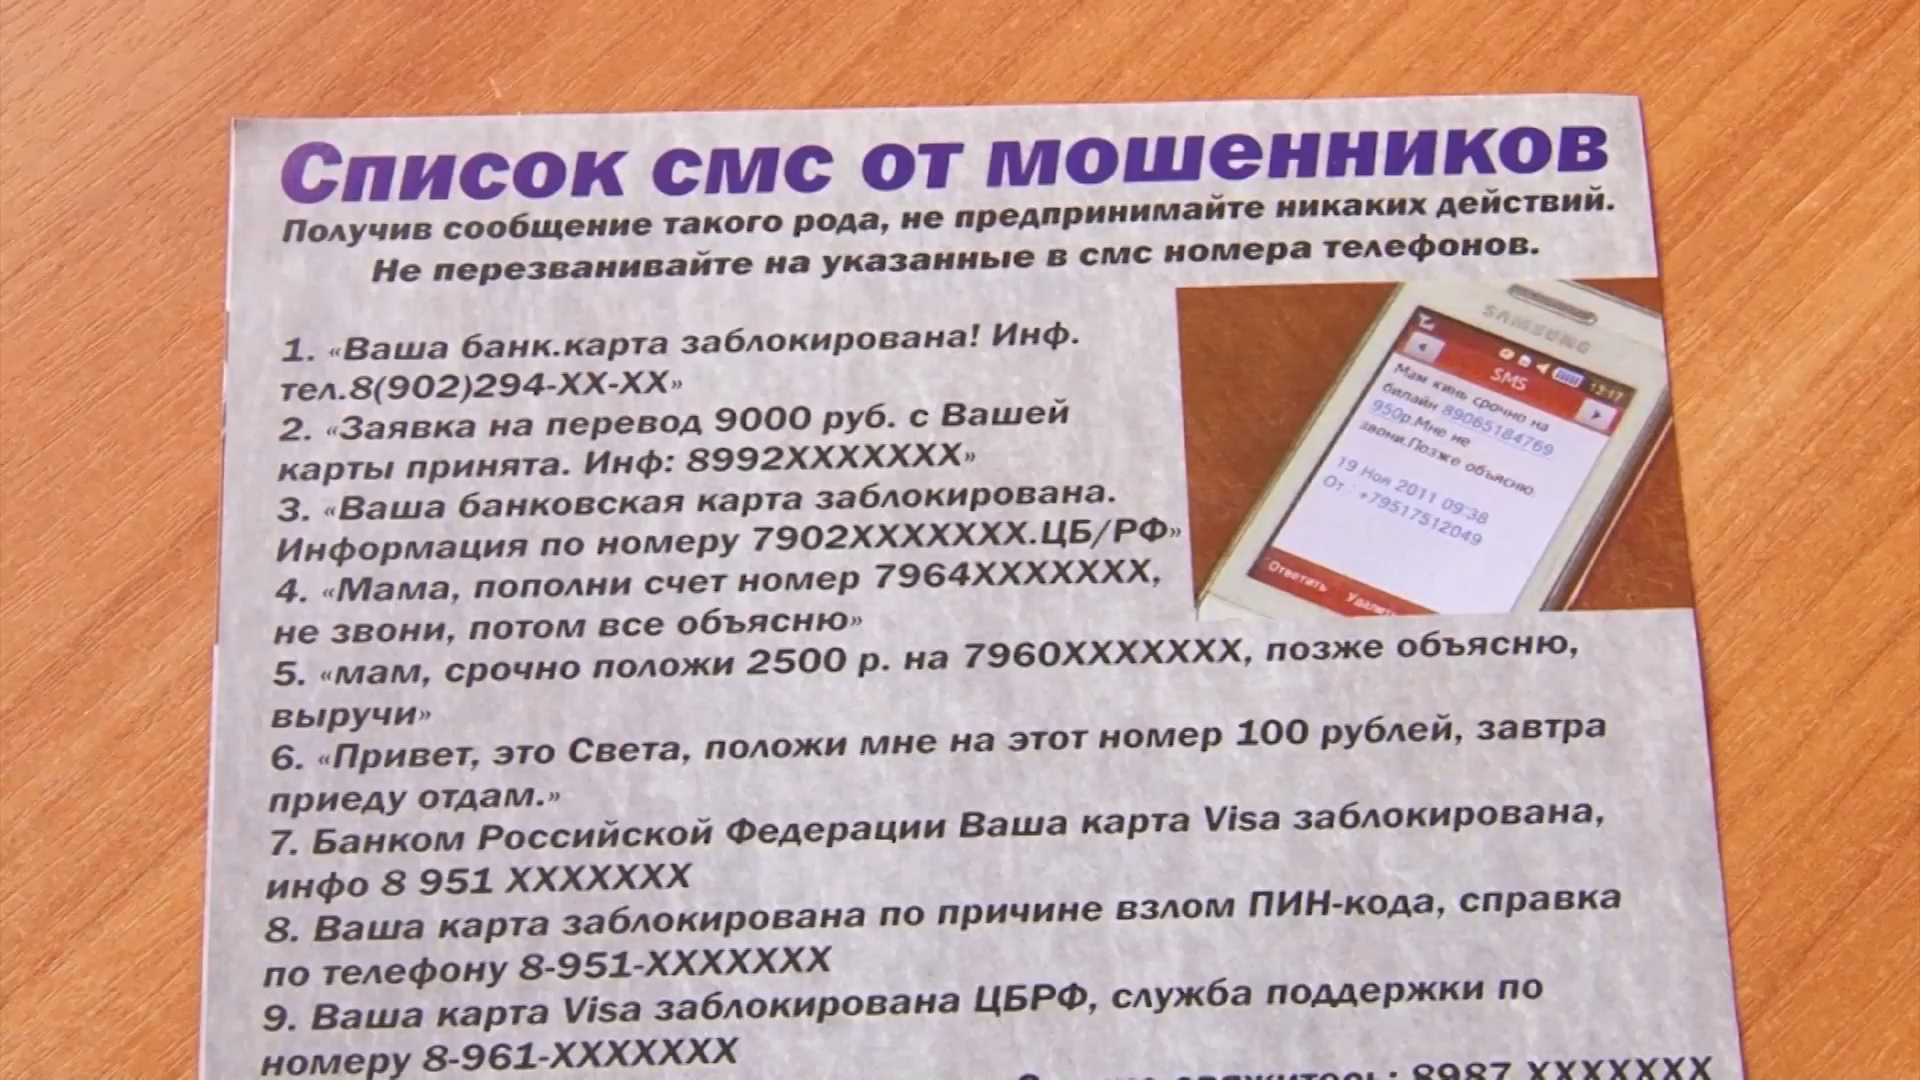 Список смс от мошенников
Получив сообщение такого рода, не предпринимайте никаких действий.
Не перезванивайте на указанные в смс номера телефонов.
1. «Ваша банк.карта заблокирована! Инф.
тел.8(902)294-XX-XX»
2. «Заявка на перевод 9000 руб. с Вашей
карты принята. Инф: 8992XXXXXXX»
3. «Ваша банковская карта заблокирована.
Информация по номеру 7902XXXXXXX.ЦБ/РФ»
4. «Мама, пополни счет номер 7964XXXXXXX,
не звони, потом все объясню»
5. «мам, срочно положи 2500 р. на 7960XXXXXXX, позже объясню,
выручи»
6. «Привет, это Света, положи мне на этот номер 100 рублей, завтра
приеду отдам.»
7. Банком Российской Федерации Ваша карта Visa заблокирована,
инфо 8 951 XXXXXXX
8. Ваша карта заблокирована по причине взлом ПИН-кода, справка
по телефону 8-951-XXXXXXX
9. Ваша карта Visa заблокирована ЦБРФ, служба поддержки по
номеру 8-961-XXXXXXX
8987 XXXXXXX
SAMSUNG
13:17
SMS
Мам кинь срочно на
билайн 89065184769
950р.Мне не
звони.Позже объясню.
19 Ноя 2011 09:38
От : +79517512049
Ответить Удалить